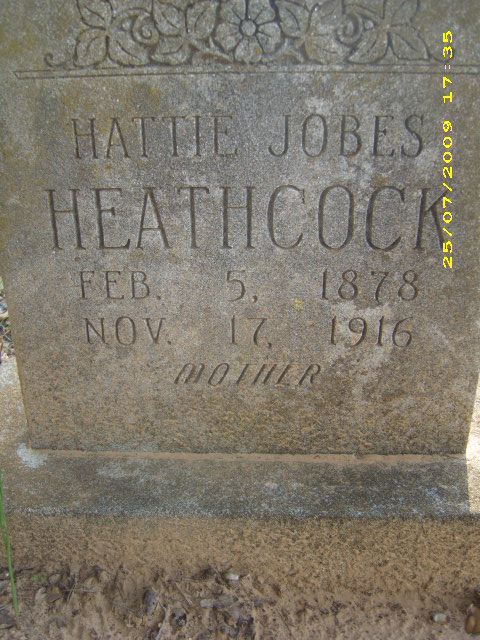 HATTIE JOBES
HEATHCOCK
FEB. 5, 1878
NOV. 17, 1916
MOTHER
25/07/2009 17:35